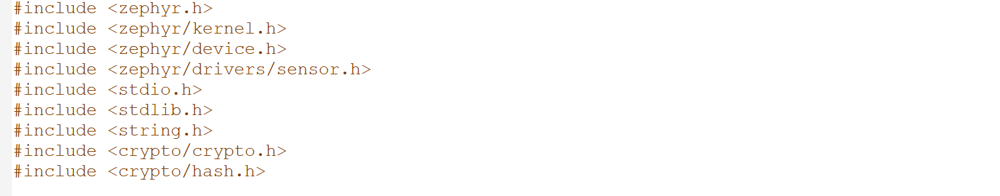 #include <zephyr.h>
#include <zephyr/kernel.h>
#include <zephyr/device.h>
#include <zephyr/drivers/sensor.h>
#include <stdio.h>
#include <stdlib.h>
#include <string.h>
#include <crypto/crypto.h>
#include <crypto/hash.h>